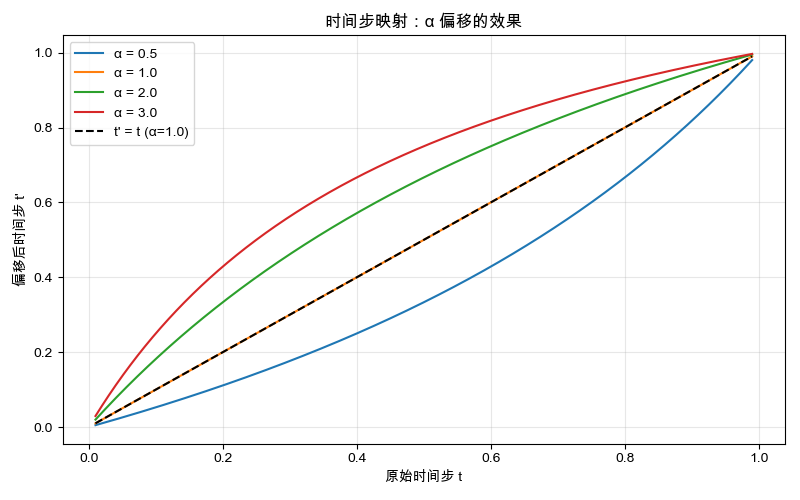 时间步映射：α 偏移的效果
α = 0.5
α = 1.0
α = 2.0
α = 3.0
t' = t (α=1.0)
偏移后时间步 t'
1.0
0.8
0.6
0.4
0.2
0.0
0.0 0.2 0.4 0.6 0.8 1.0
原始时间步 t